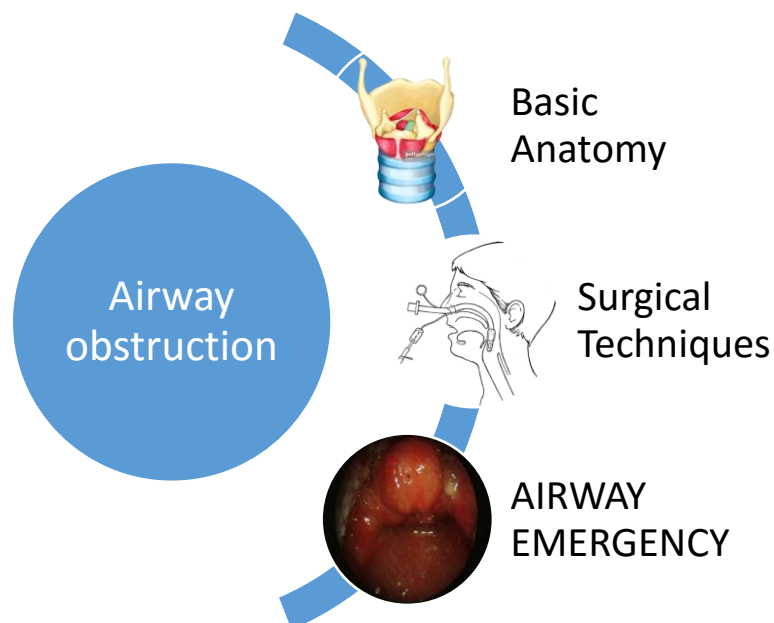 Airway
obstruction
Basic
Anatomy
Surgical
Techniques
AIRWAY
EMERGENCY